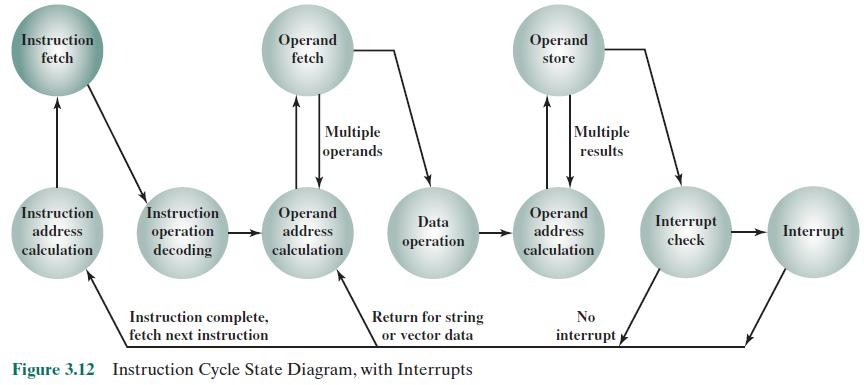 Instruction
fetch
Operand
fetch
Operand
store
Multiple
operands
Multiple
results
Instruction
address
calculation
Instruction
operation
decoding
Operand
address
calculation
Data
operation
Operand
address
calculation
Interrupt
check
Interrupt
Instruction complete,
fetch next instruction
Return for string
or vector data
No
interrupt
Figure 3.12 Instruction Cycle State Diagram, with Interrupts